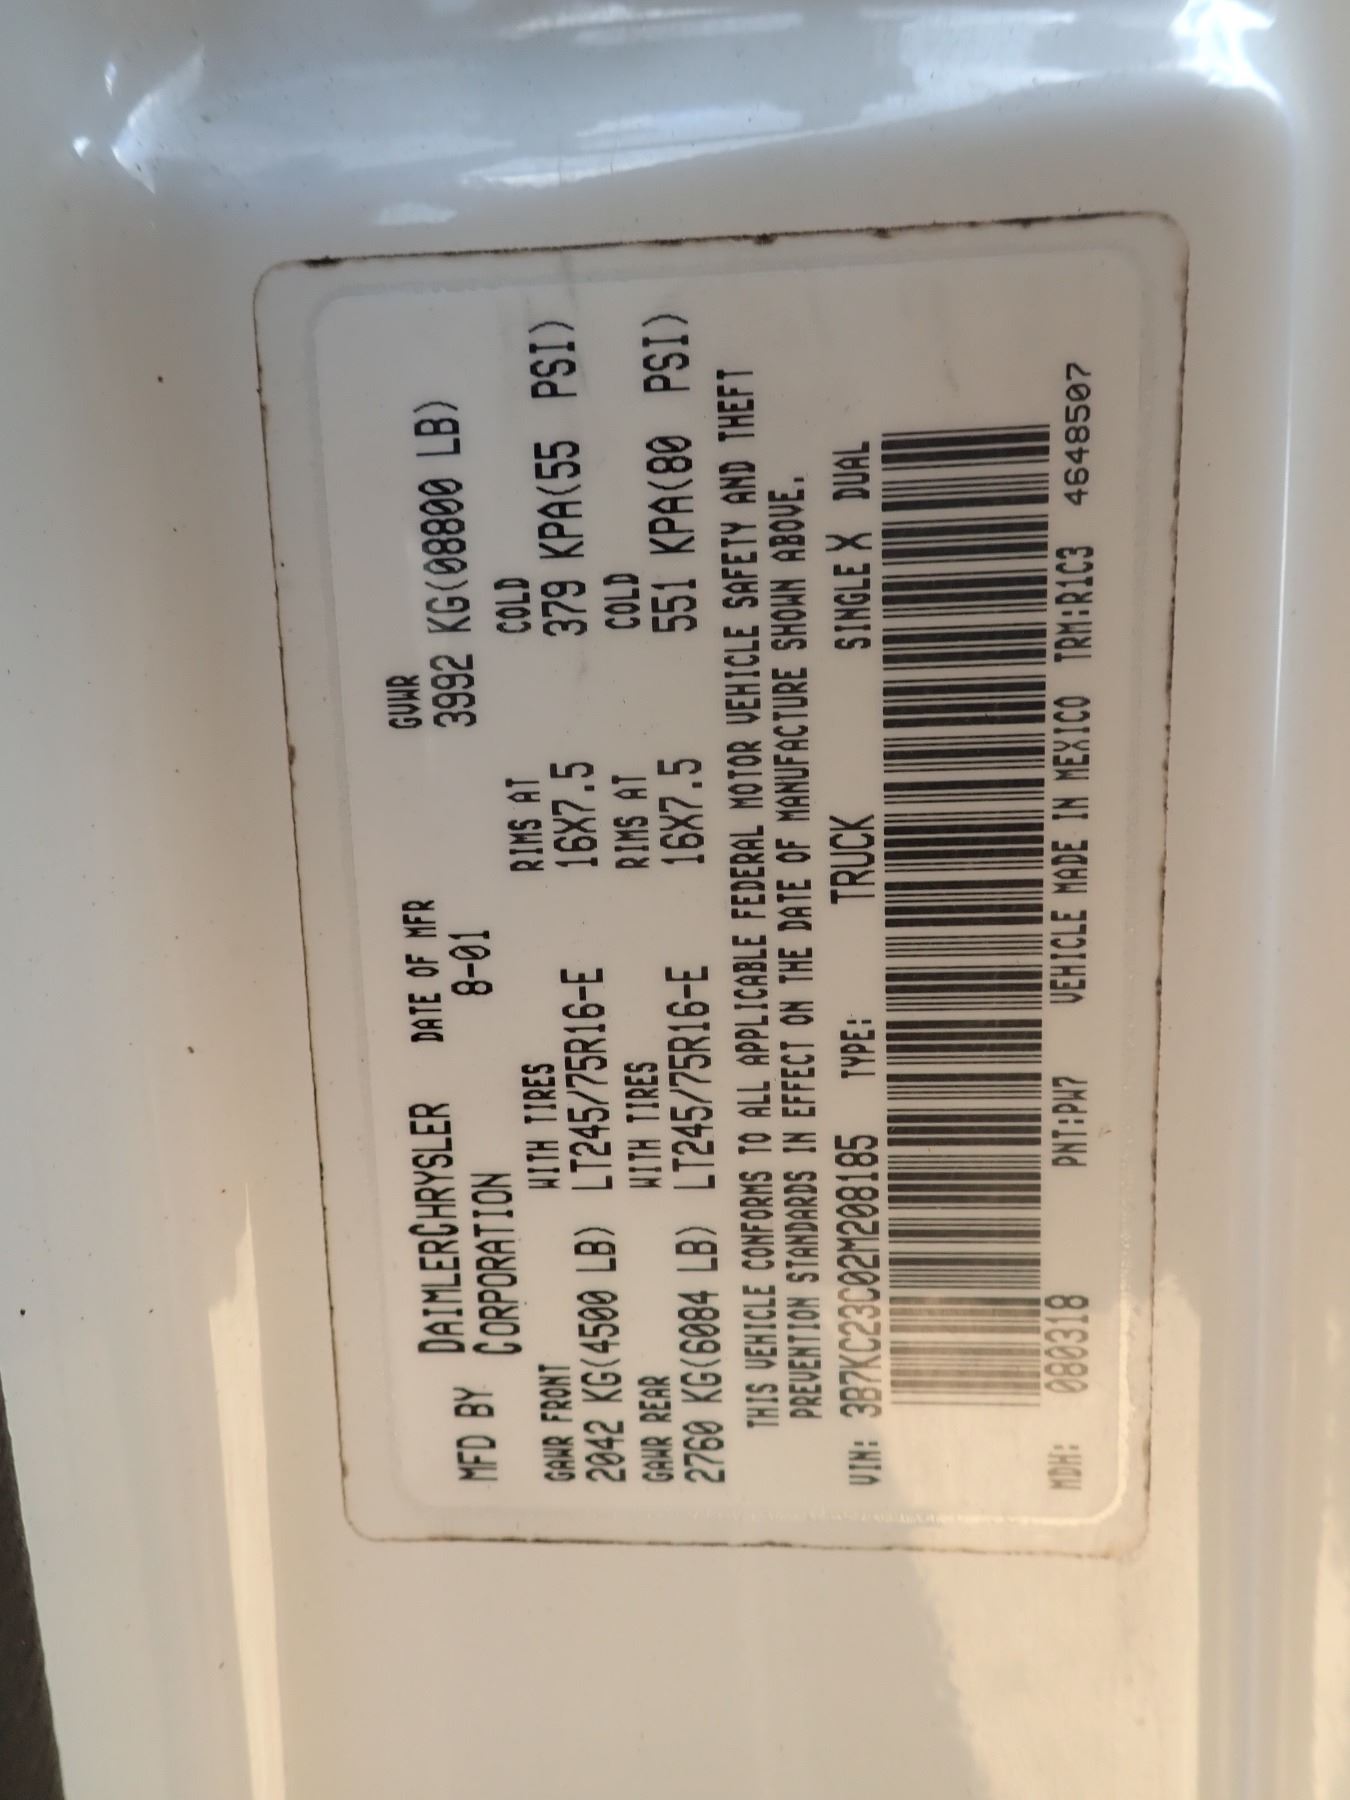 MFD BY DAIMLERCHRYSLER CORPORATION DATE OF MFR 8-01 GVWR 3992 KG(08800 LB)
GAWR FRONT WITH TIRES RIMS AT COLD
2042 KG(4500 LB) LT245/75R16-E 16X7.5 379 KPA(55 PSI)
GAWR REAR WITH TIRES RIMS AT COLD
2760 KG(6084 LB) LT245/75R16-E 16X7.5 551 KPA(80 PSI)
THIS VEHICLE CONFORMS TO ALL APPLICABLE FEDERAL MOTOR VEHICLE SAFETY AND THEFT
PREVENTION STANDARDS IN EFFECT ON THE DATE OF MANUFACTURE SHOWN ABOVE.
VIN: 3B7KC23C02M208185 TYPE: TRUCK SINGLE X DUAL
MDH: 080318 PNT:PW7 VEHICLE MADE IN MEXICO TRM:R1C3 4648507